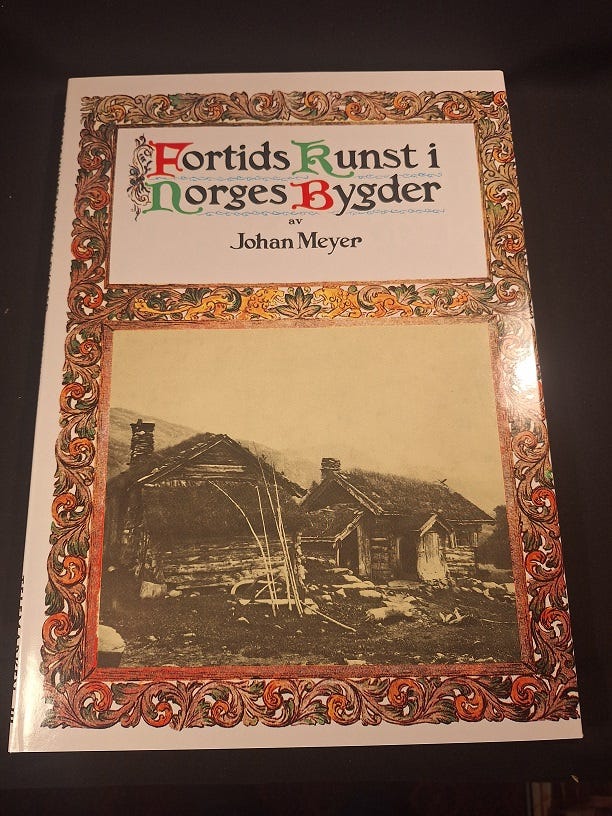 Fortids Kunst i
Norges Bygder
av
Johan Meyer